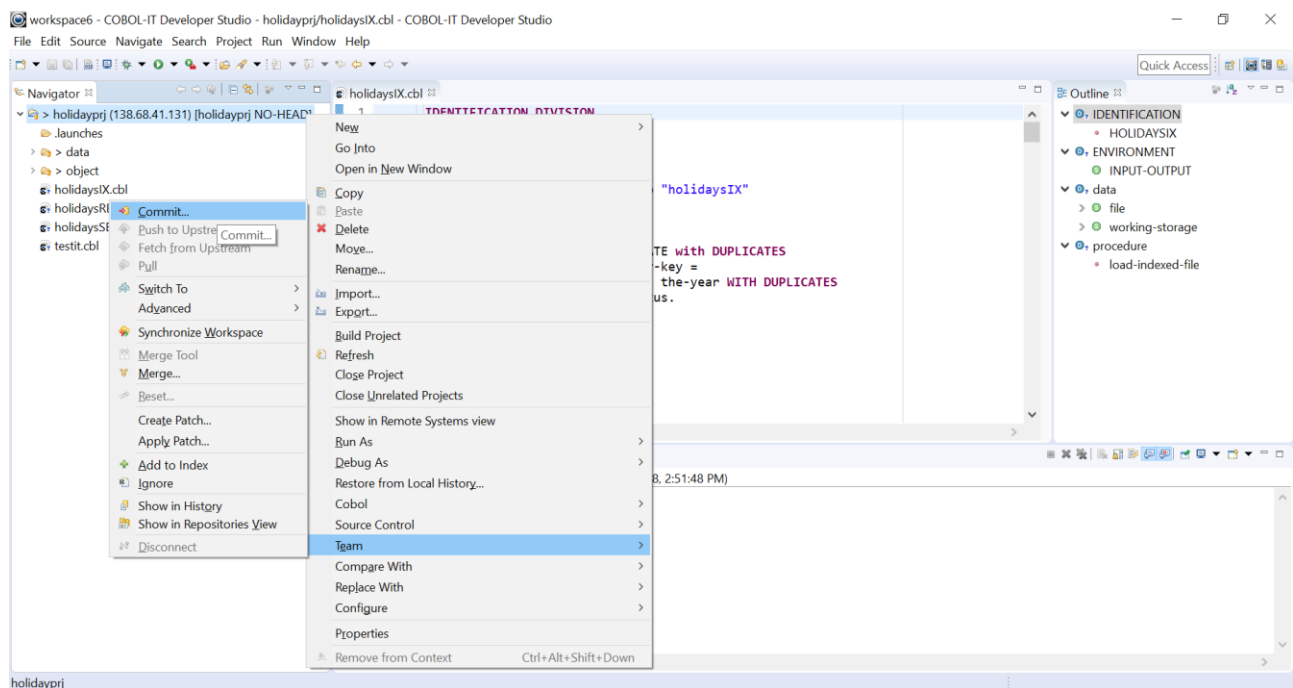 workspace6 - COBOL-IT Developer Studio - holidayprj/holidaysIX.cbl - COBOL-IT Developer Studio
File Edit Source Navigate Search Project Run Window Help
Quick Access
Navigator
> holidayprj (138.68.41.131) [holidayprj NO-HEAD]
.launches
> data
> object
holidaysIX.cbl
holidaysRE
holidaysSE
testit.cbl
Commit...
Push to Upstre
Commit...
Fetch from Upstream
Pull
Switch To
Advanced
Synchronize Workspace
Merge Tool
Merge...
Reset...
Create Patch...
Apply Patch...
Add to Index
Ignore
Show in History
Show in Repositories View
Disconnect
New
Go Into
Open in New Window
Copy
Paste
Delete
Move...
Rename...
Import...
Export...
Build Project
Refresh
Close Project
Close Unrelated Projects
Show in Remote Systems view
Run As
Debug As
Restore from Local History...
Cobol
Source Control
Team
Compare With
Replace With
Configure
Properties
Remove from Context Ctrl+Alt+Shift+Down
holidaysIX.cbl
1 IDENTIFICATION DIVISION
"holidaysIX"
TE with DUPLICATES
-key =
the-year WITH DUPLICATES
us.
8, 2:51:48 PM)
Outline
IDENTIFICATION
HOLIDAYSIX
ENVIRONMENT
INPUT-OUTPUT
data
file
working-storage
procedure
load-indexed-file
holidayprj